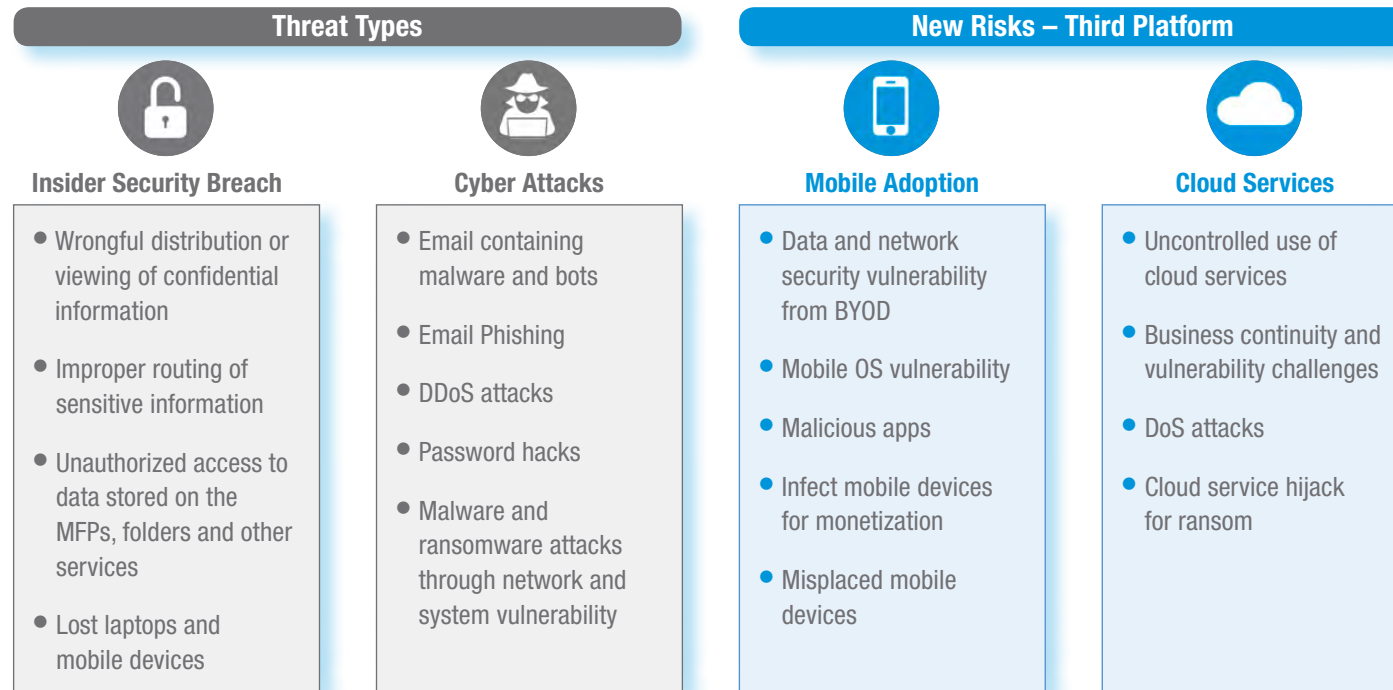 Threat Types
Insider Security Breach
● Wrongful distribution or
viewing of confidential
information
● Improper routing of
sensitive information
● Unauthorized access to
data stored on the
MFPs, folders and other
services
● Lost laptops and
mobile devices
Cyber Attacks
● Email containing
malware and bots
● Email Phishing
● DDoS attacks
● Password hacks
● Malware and
ransomware attacks
through network and
system vulnerability
New Risks – Third Platform
Mobile Adoption
● Data and network
security vulnerability
from BYOD
● Mobile OS vulnerability
● Malicious apps
● Infect mobile devices
for monetization
● Misplaced mobile
devices
Cloud Services
● Uncontrolled use of
cloud services
● Business continuity and
vulnerability challenges
● DoS attacks
● Cloud service hijack
for ransom